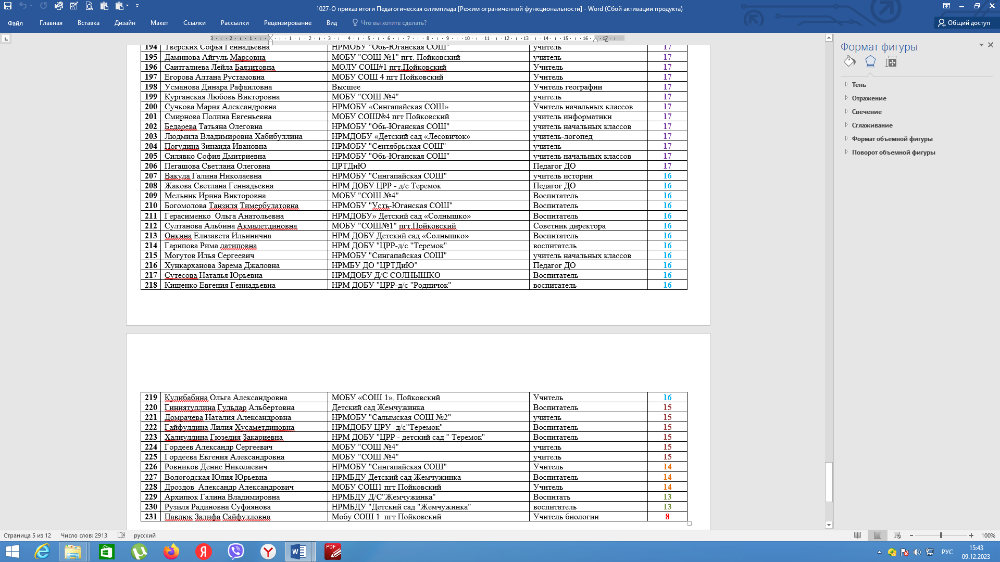 1027-О приказ итоги Педагогическая олимпиада [Режим ограниченной функциональности] - Word (Сбой активации продукта)
Файл Главная Вставка Дизайн Макет Ссылки Рассылки Рецензирование Вид Что вы хотите сделать? Общий доступ
3 2 1 1 2 3 4 5 6 7 8 9 10 11 12 13 14 15 16 17
194 Тверских Софья Геннадьевна НРМОБУ "Обь-Юганская СОШ" учитель 17
195 Даминова Айгуль Марсовна МОБУ "СОШ №1" пгт. Пойковский учитель 17
196 Саитгалиева Лейла Баязитовна МОЛУ СОШ#1 пгт.Пойковский Учитель 17
197 Егорова Алтана Рустамовна МОБУ СОШ 4 пгт Пойковский Учитель 17
198 Усманова Динара Рафаиловна Высшее Учитель географии 17
199 Курганская Любовь Викторовна МОБУ "СОШ №4" учитель 17
200 Сучкова Мария Александровна НРМОБУ «Сингапайская СОШ» Учитель начальных классов 17
201 Смирнова Полина Евгеньевна МОБУ СОШ№4 пгт Пойковский учитель информатики 17
202 Бедарева Татьяна Олеговна НРМОБУ "Обь-Юганская СОШ" учитель начальных классов 17
203 Людмила Владимировна Хабибуллина НРМДОБУ «Детский сад «Лесовичок» учитель-логопед 17
204 Погудина Зинаида Ивановна НРМОБУ "Сентябрьская СОШ" учитель 17
205 Силявко София Дмитриевна НРМОБУ "Обь-Юганская СОШ" учитель начальных классов 17
206 Пегашова Светлана Олеговна ЦРТДиЮ Педагог ДО 17
207 Вакула Галина Николаевна НРМОБУ "Сингапайская СОШ" учитель истории 16
208 Жакова Светлана Геннадьевна НРМ ДОБУ ЦРР - д/с Теремок Педагог ДО 16
209 Мельник Ирина Викторовна МОБУ "СОШ №4" Воспитатель 16
210 Богомолова Танзиля Тимербулатовна НРМОБУ "Усть-Юганская СОШ" Воспитатель 16
211 Герасименко  Ольга Анатольевна НРМДОБУ» Детский сад «Солнышко» Воспитатель 16
212 Султанова Альбина Акмалетдиновна МОБУ "СОШ№1" пгт.Пойковский Советник директора 16
213 Онкина Елизавета Ильинична НРМ ДОБУ Детский сад «Солнышко» Воспитатель 16
214 Гарипова Рима латиповна НРМ ДОБУ "ЦРР-д/с "Теремок" воспитатель 16
215 Могутов Илья Сергеевич НРМОБУ "Сингапайская СОШ" учитель начальных классов 16
216 Хункарханова Зарема Джаловна НРМБУ ДО "ЦРТДиЮ" Педагог ДО 16
217 Сутесова Наталья Юрьевна НРМДОБУ Д/С СОЛНЫШКО Воспитатель 16
218 Кищенко Евгения Геннадьевна НРМ ДОБУ "ЦРР-д/с "Родничок" воспитатель 16
219 Кулибабина Ольга Александровна МОБУ «СОШ 1», Пойковский Учитель 16
220 Гиниятуллина Гульдар Альбертовна Детский сад Жемчужинка Воспитатель 15
221 Домрачева Наталия Александровна НРМОБУ "Салымская СОШ №2" учитель 15
222 Гайфуллина Лилия Хусаметдиновна НРМДОБУ ЦРУ -д/с"Теремок" Воспитатель 15
223 Халиуллина Гюзелия Закариевна НРМ ДОБУ "ЦРР - детский сад " Теремок" Воспитатель 15
224 Гордеев Александр Сергеевич МОБУ "СОШ №4" учитель 15
225 Гордеева Евгения Александровна МОБУ "СОШ №4" учитель 15
226 Ровников Денис Николаевич НРМОБУ "Сингапайская СОШ" Учитель 14
227 Вологодская Юлия Юрьевна НРМБДУ Детский сад Жемчужинка Воспитатель 14
228 Дроздов  Александр Александрович МОБУ СОШ1 пгт Пойковский Учитель 14
229 Архипюк Галина Владимировна НРМБДУ Д/С"Жемчужинка" Воспитать 13
230 Рузиля Радиновна Суфиянова НРМБДУ "Детский сад "Жемчужинка" воспитатель 13
231 Павлюк Залифа Сайфулловна Мобу СОШ 1  пгт Пойковский Учитель биологии 8
Формат фигуры
Тень
Отражение
Свечение
Сглаживание
Формат объемной фигуры
Поворот объемной фигуры
Страница 5 из 12 Число слов: 2913 русский 100%
PDF
РУС
15:43
09.12.2023